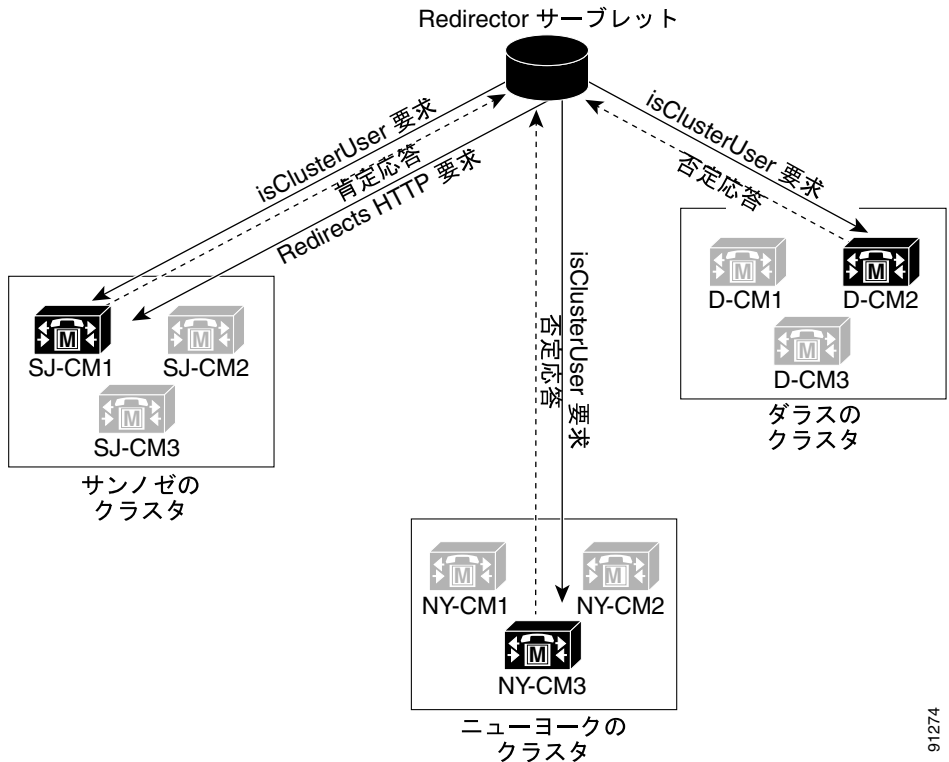 Redirector サーブレット
isClusterUser 要求
肯定応答
Redirects HTTP 要求
isClusterUser 要求
否定応答
isClusterUser 要求
否定応答
M
SJ-CM1
M
SJ-CM2
M
SJ-CM3
サンノゼの
クラスタ
M
D-CM1
M
D-CM2
M
D-CM3
ダラスの
クラスタ
M
NY-CM1
M
NY-CM2
M
NY-CM3
ニューヨークの
クラスタ
91274